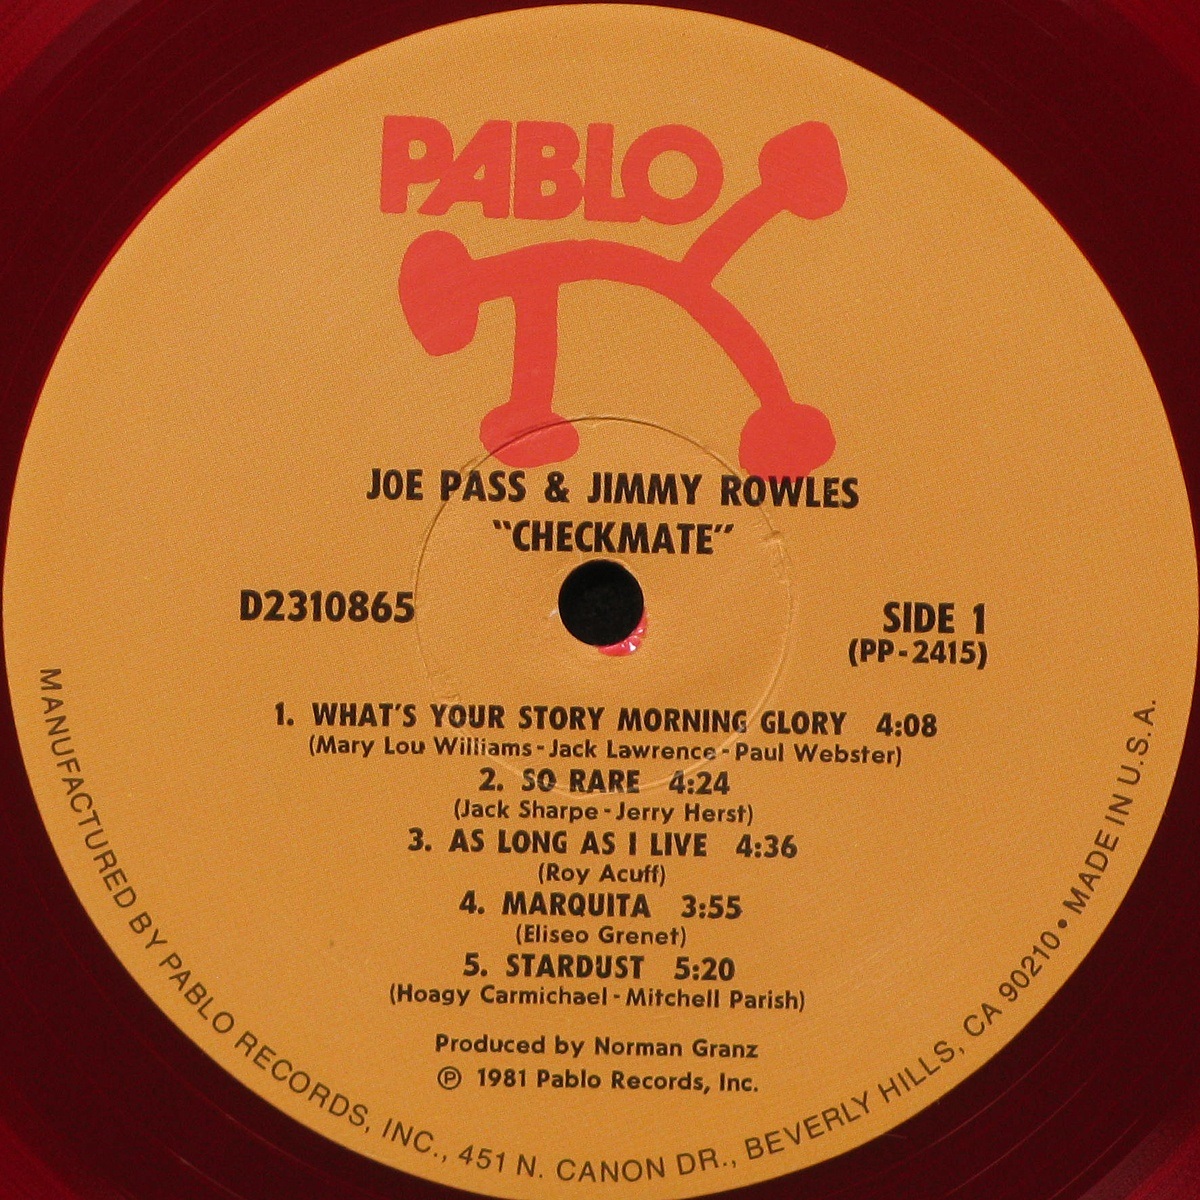 PABLO
JOE PASS & JIMMY ROWLES
"CHECKMATE"
D2310865
SIDE 1
(PP-2415)
1. WHAT'S YOUR STORY MORNING GLORY 4:08
(Mary Lou Williams-Jack Lawrence-Paul Webster)
2. SO RARE 4:24
(Jack Sharpe-Jerry Herst)
3. AS LONG AS I LIVE 4:36
(Roy Acuff)
4. MARQUITA 3:55
(Eliseo Grenet)
5. STARDUST 5:20
(Hoagy Carmichael-Mitchell Parish)
Produced by Norman Granz
℗ 1981 Pablo Records, Inc.
MANUFACTURED BY PABLO RECORDS, INC., 451 N. CANON DR., BEVERLY HILLS, CA 90210 • MADE IN U.S.A.